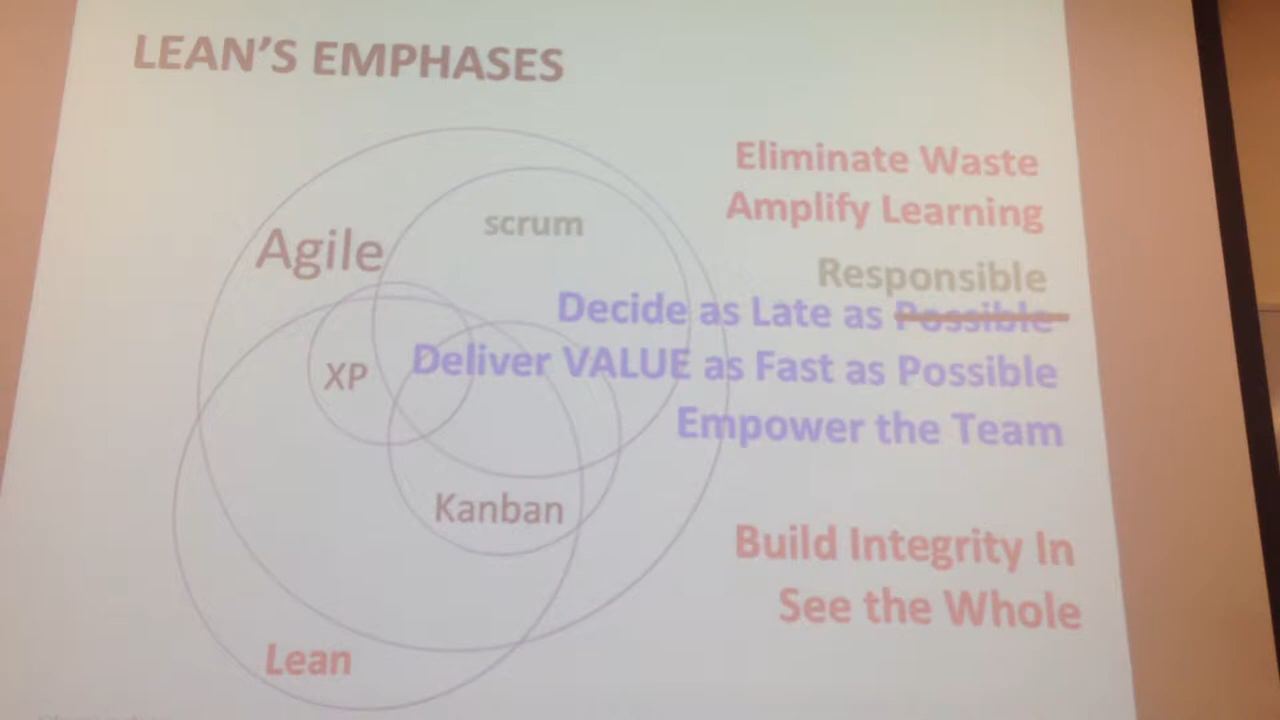 LEAN'S EMPHASES
Agile
scrum
XP
Kanban
Lean
Eliminate Waste
Amplify Learning
Responsible
Decide as Late as Possible
Deliver VALUE as Fast as Possible
Empower the Team
Build Integrity In
See the Whole